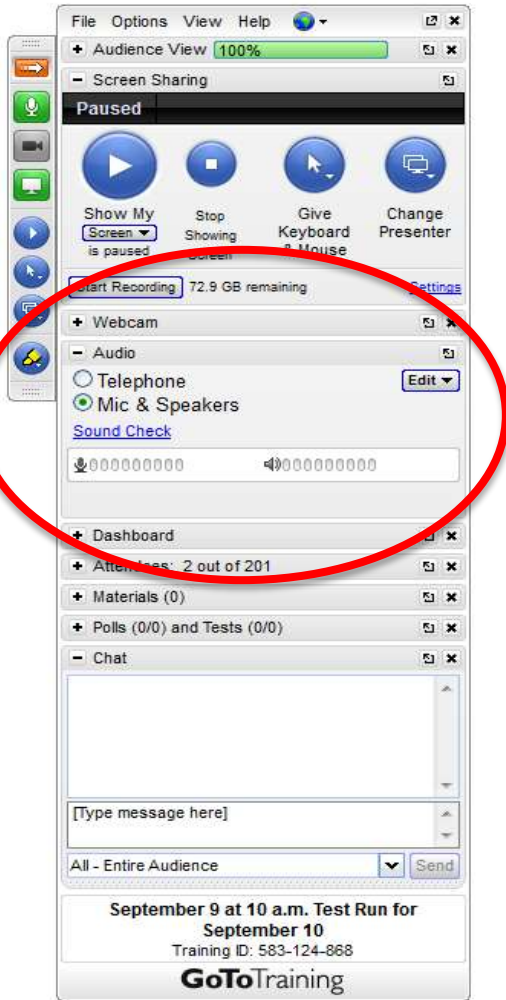 File Options View Help
Audience View 100%
Screen Sharing
Paused
Show My Stop Give Change
Screen Showing Keyboard Presenter
is paused Screen & Mouse
Start Recording 72.9 GB remaining Settings
Webcam
Audio
Telephone Edit
Mic & Speakers
Sound Check
000000000 000000000
Dashboard
Attendees: 2 out of 201
Materials (0)
Polls (0/0) and Tests (0/0)
Chat
[Type message here]
All - Entire Audience Send
September 9 at 10 a.m. Test Run for
September 10
Training ID: 583-124-868
GoToTraining